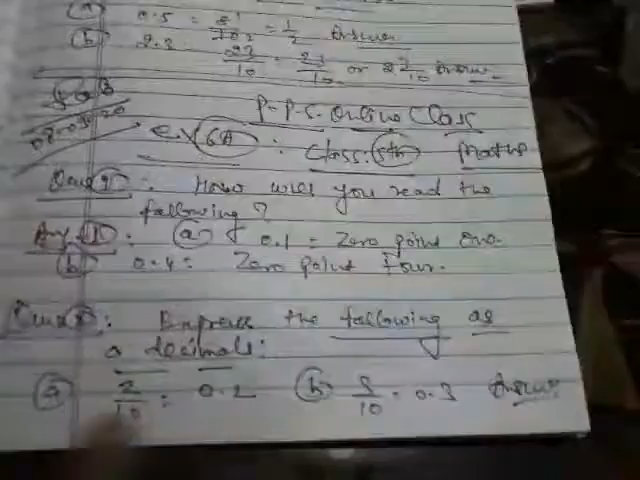 (a) 0.5 = 5/10 = 1/2 Answer
(b) 2.3 23/10 = 23/10 or 2 3/10 Answer.
P.P.S. Online Class
ex 6A : Class: 5th Maths
Ques : How will you read the
following?
Ans. : (a) 0.1 = Zero point One.
(b) 0.4 = Zero point Four.
Ques : Express the following as
a decimals:
(a) 2/10 = 0.2 (b) 3/10 = 0.3 Answer